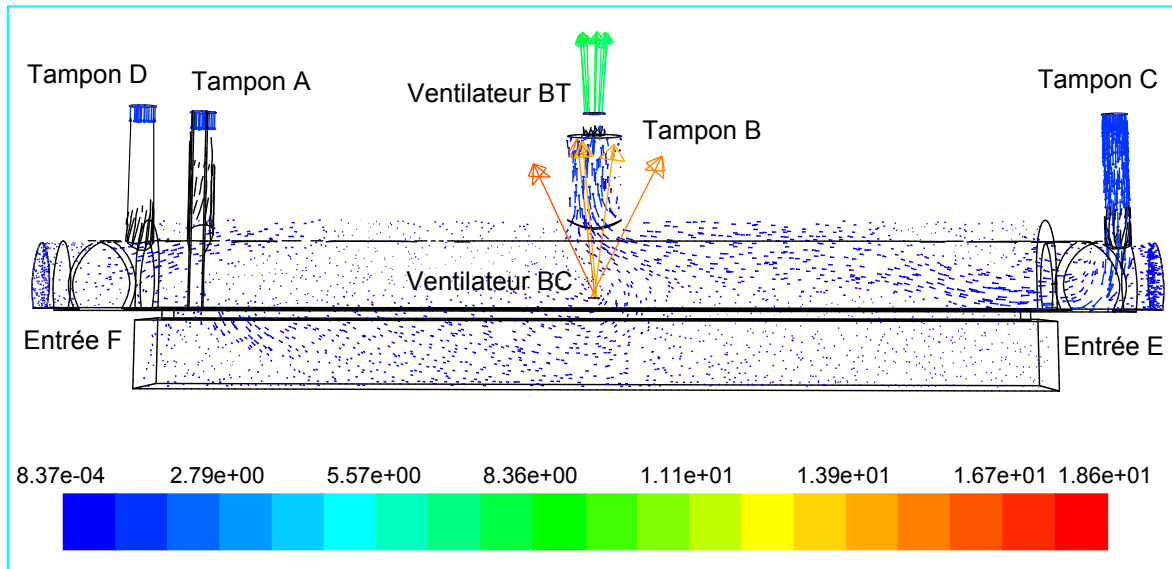 Tampon D
Tampon A
Ventilateur BT
Tampon B
Tampon C
Ventilateur BC
Entrée F
Entrée E
8.37e-04 2.79e+00 5.57e+00 8.36e+00 1.11e+01 1.39e+01 1.67e+01 1.86e+01